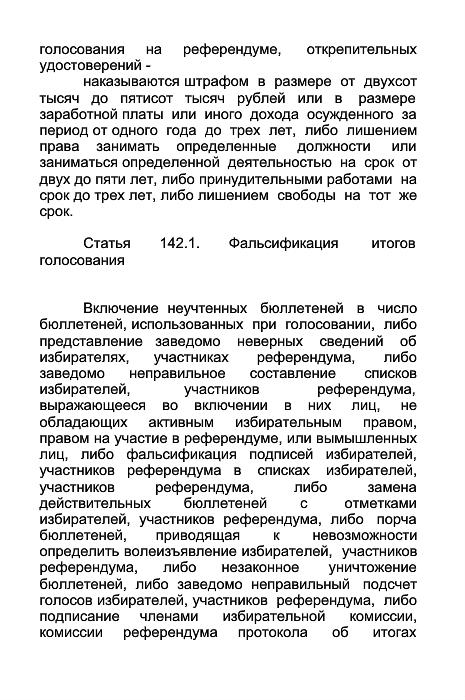 голосования на референдуме, открепительных
удостоверений -
наказываются штрафом в размере от двухсот
тысяч до пятисот тысяч рублей или в размере
заработной платы или иного дохода осужденного за
период от одного года до трех лет, либо лишением
права занимать определенные должности или
заниматься определенной деятельностью на срок от
двух до пяти лет, либо принудительными работами на
срок до трех лет, либо лишением свободы на тот же
срок.
Статья 142.1. Фальсификация итогов
голосования
Включение неучтенных бюллетеней в число
бюллетеней, использованных при голосовании, либо
представление заведомо неверных сведений об
избирателях, участниках референдума, либо
заведомо неправильное составление списков
избирателей, участников референдума,
выражающееся во включении в них лиц, не
обладающих активным избирательным правом,
правом на участие в референдуме, или вымышленных
лиц, либо фальсификация подписей избирателей,
участников референдума в списках избирателей,
участников референдума, либо замена
действительных бюллетеней с отметками
избирателей, участников референдума, либо порча
бюллетеней, приводящая к невозможности
определить волеизъявление избирателей, участников
референдума, либо незаконное уничтожение
бюллетеней, либо заведомо неправильный подсчет
голосов избирателей, участников референдума, либо
подписание членами избирательной комиссии,
комиссии референдума протокола об итогах